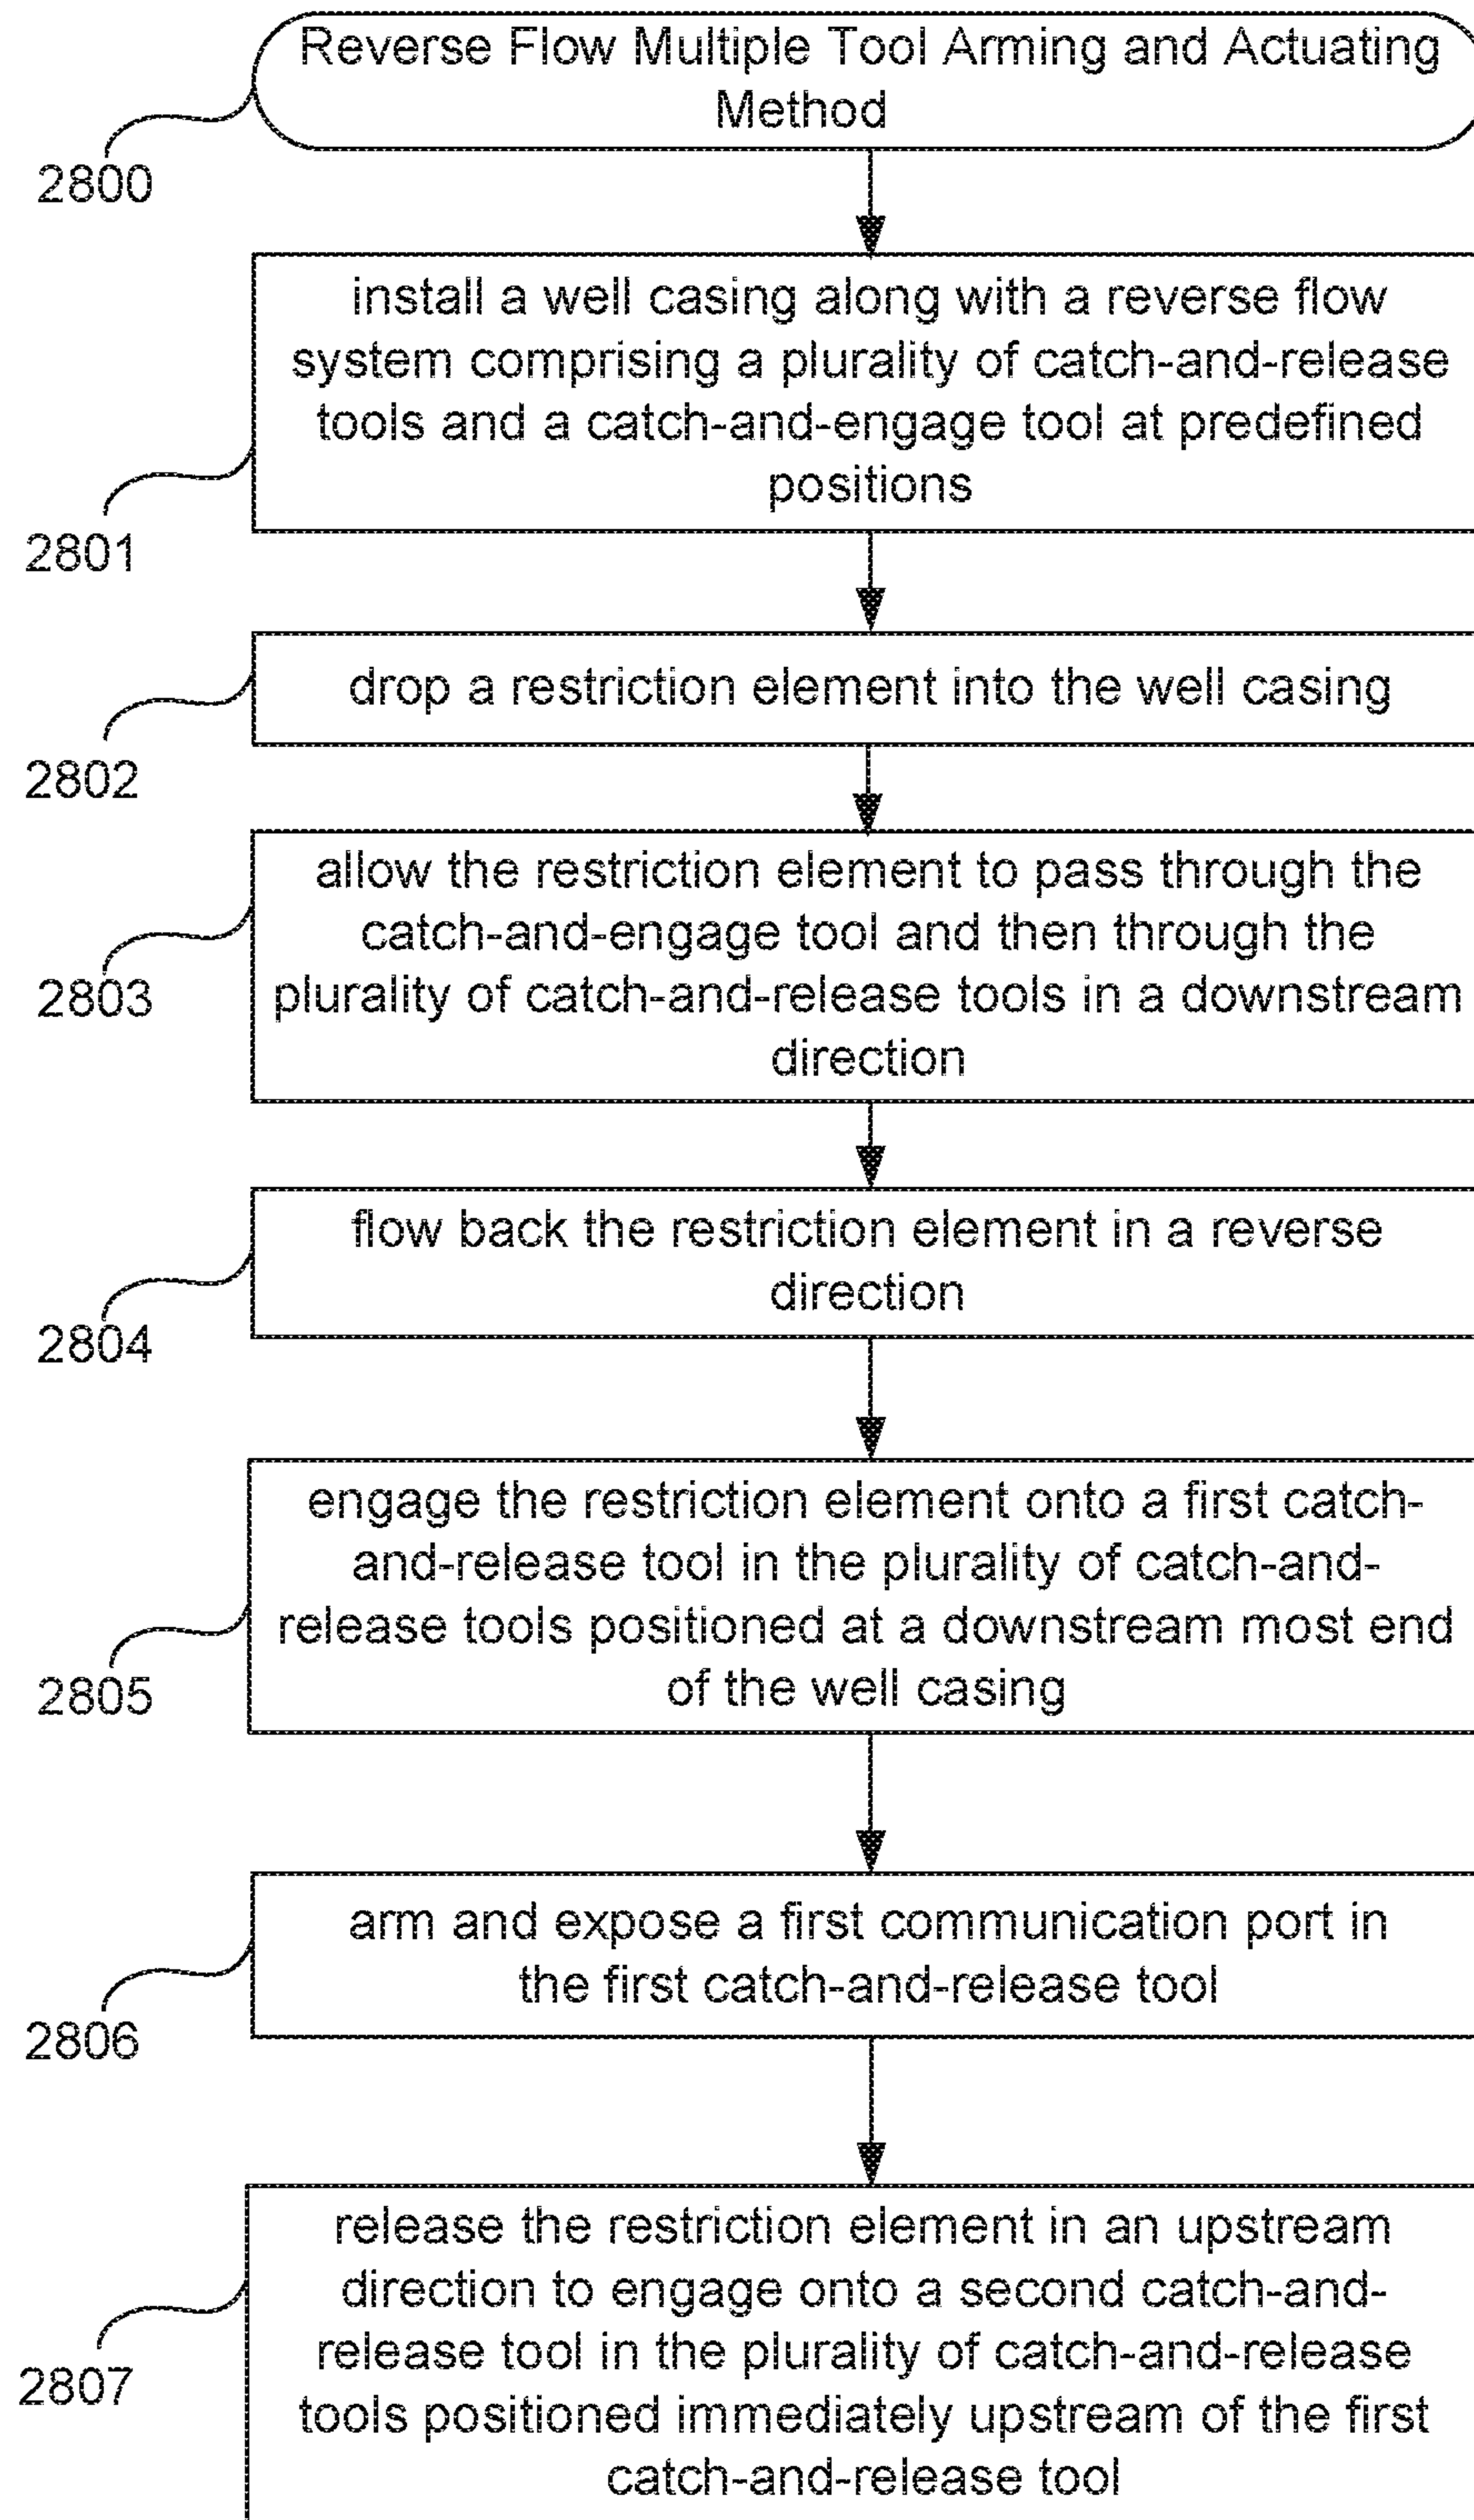 Reverse Flow Multiple Tool Arming and Actuating
Method
2800
install a well casing along with a reverse flow
system comprising a plurality of catch-and-release
tools and a catch-and-engage tool at predefined
positions
2801
drop a restriction element into the well casing
2802
allow the restriction element to pass through the
catch-and-engage tool and then through the
plurality of catch-and-release tools in a downstream
direction
2803
flow back the restriction element in a reverse
direction
2804
engage the restriction element onto a first catch-
and-release tool in the plurality of catch-and-
release tools positioned at a downstream most end
of the well casing
2805
arm and expose a first communication port in
the first catch-and-release tool
2806
release the restriction element in an upstream
direction to engage onto a second catch-and-
release tool in the plurality of catch-and-release
tools positioned immediately upstream of the first
catch-and-release tool
2807